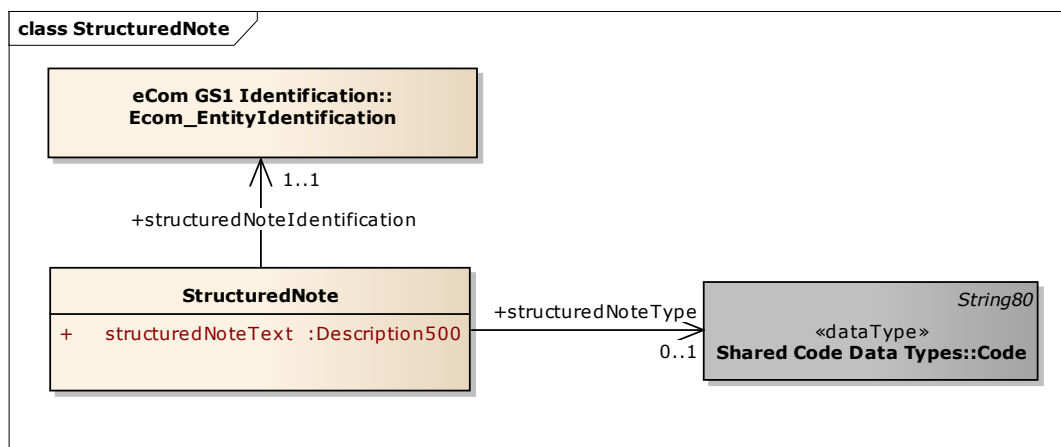 class StructuredNote
eCom GS1 Identification::
Ecom_EntityIdentification
1..1
+structuredNoteIdentification
StructuredNote
+ structuredNoteText :Description500
+structuredNoteType
0..1
String80
«dataType»
Shared Code Data Types::Code